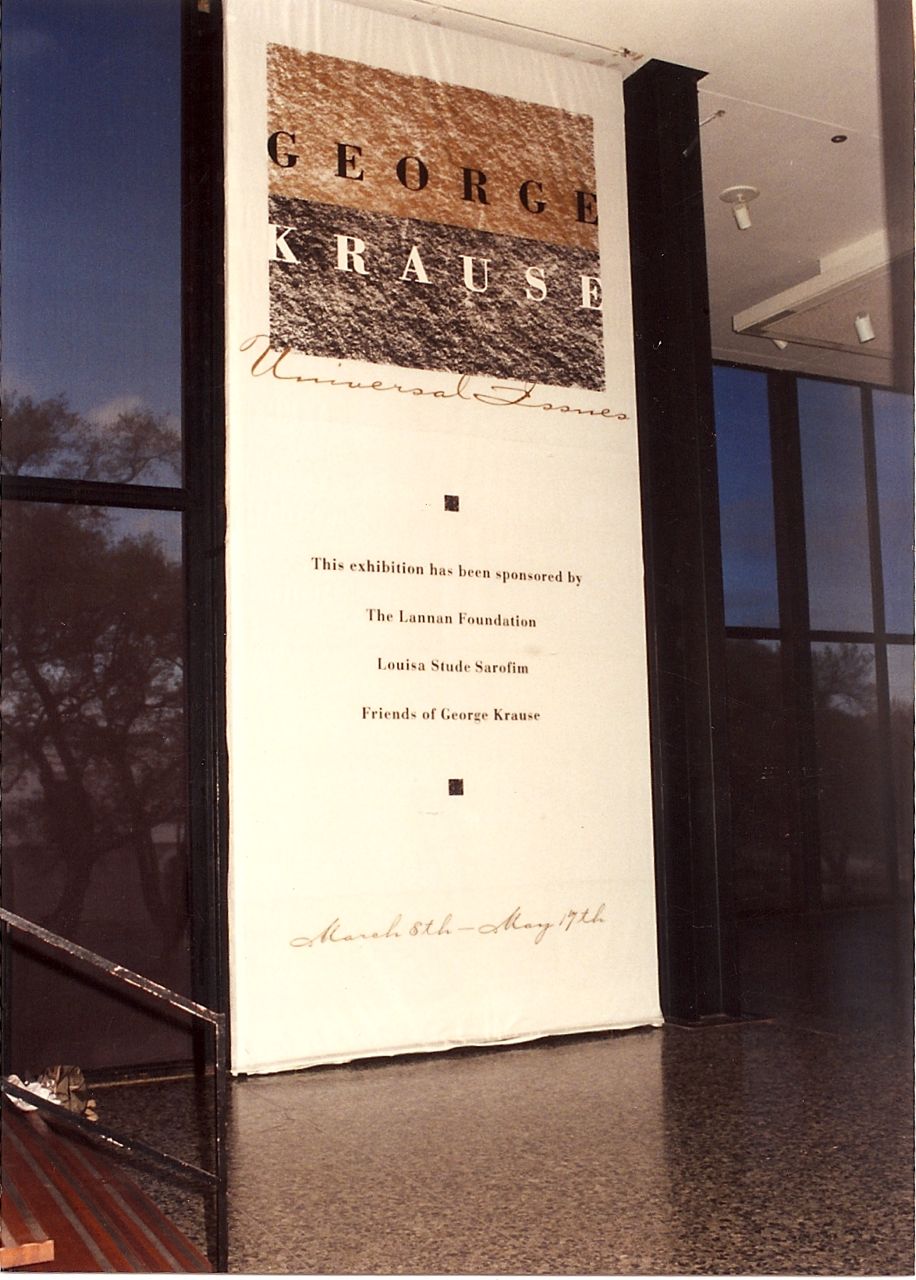 GEORGE
KRAUSE
Universal Issues
This exhibition has been sponsored by
The Lannan Foundation
Louisa Stude Sarofim
Friends of George Krause
March 8th – May 17th